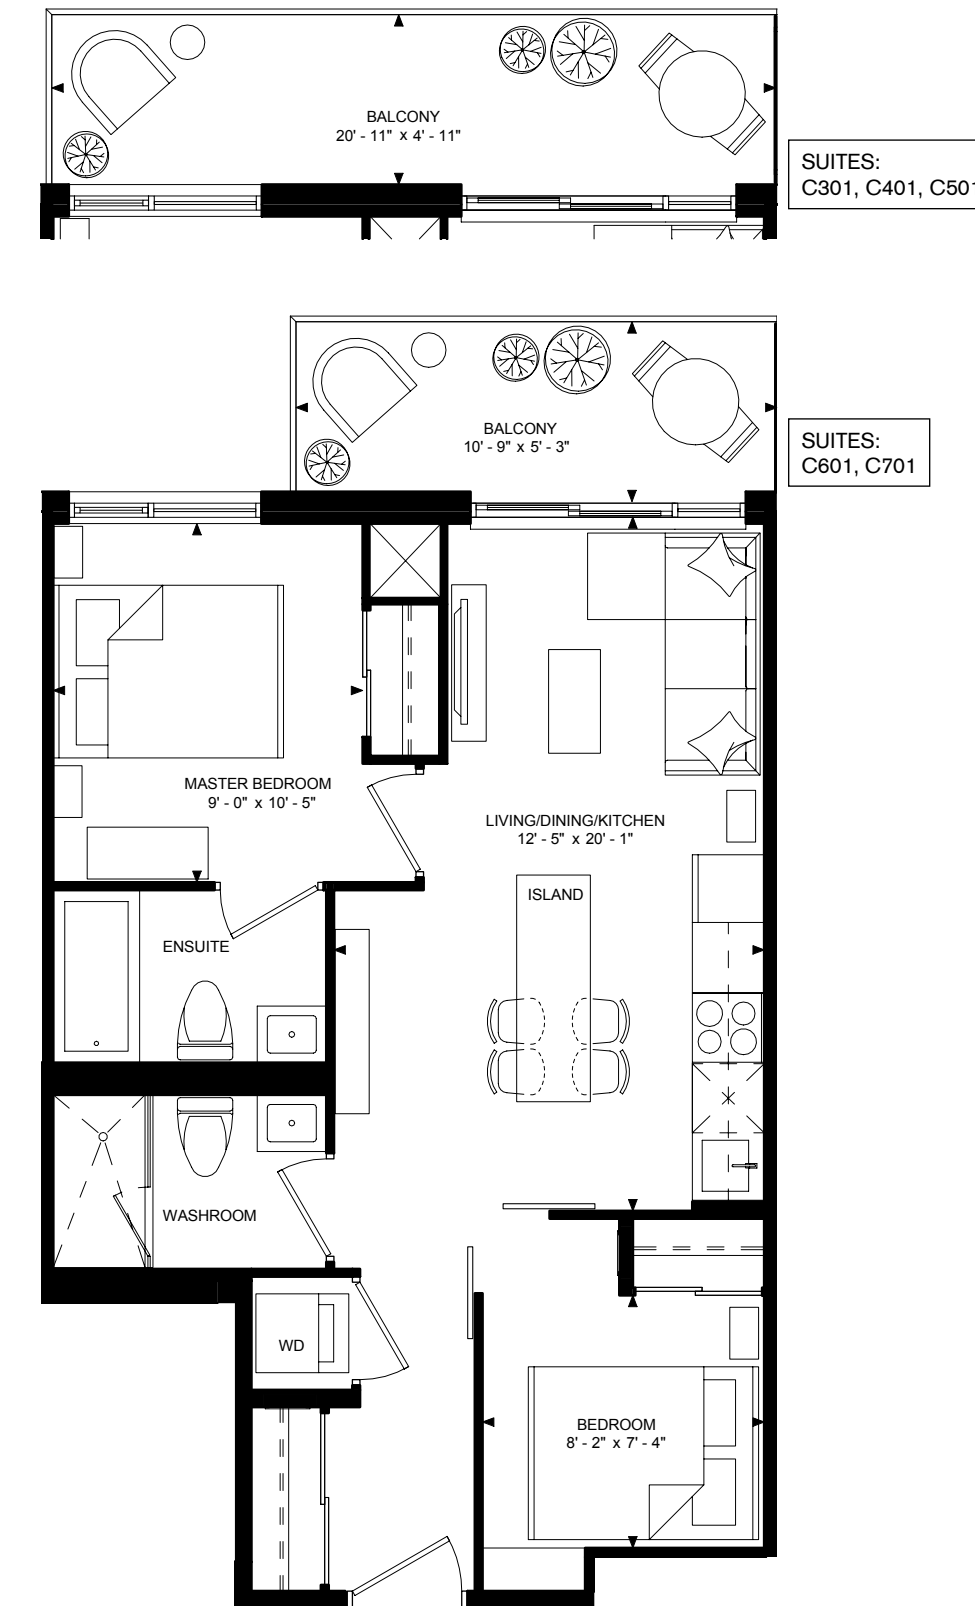 BALCONY
20' - 11" x 4' - 11"
SUITES:
C301, C401, C501
BALCONY
10' - 9" x 5' - 3"
SUITES:
C601, C701
MASTER BEDROOM
9' - 0" x 10' - 5"
LIVING/DINING/KITCHEN
12' - 5" x 20' - 1"
ISLAND
ENSUITE
WASHROOM
WD
BEDROOM
8' - 2" x 7' - 4"